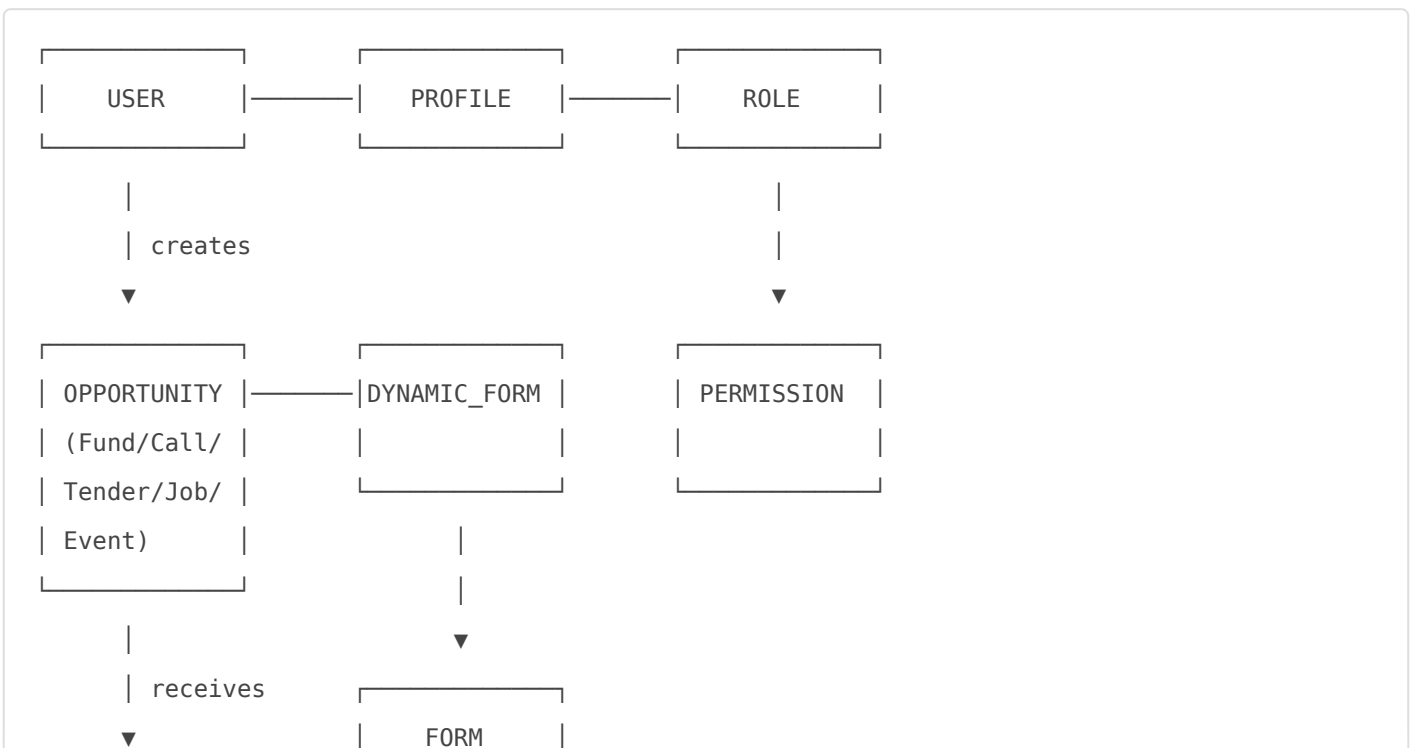 USER PROFILE ROLE
creates
OPPORTUNITY DYNAMIC_FORM PERMISSION
(Fund/Call/
Tender/Job/
Event)
receives
FORM